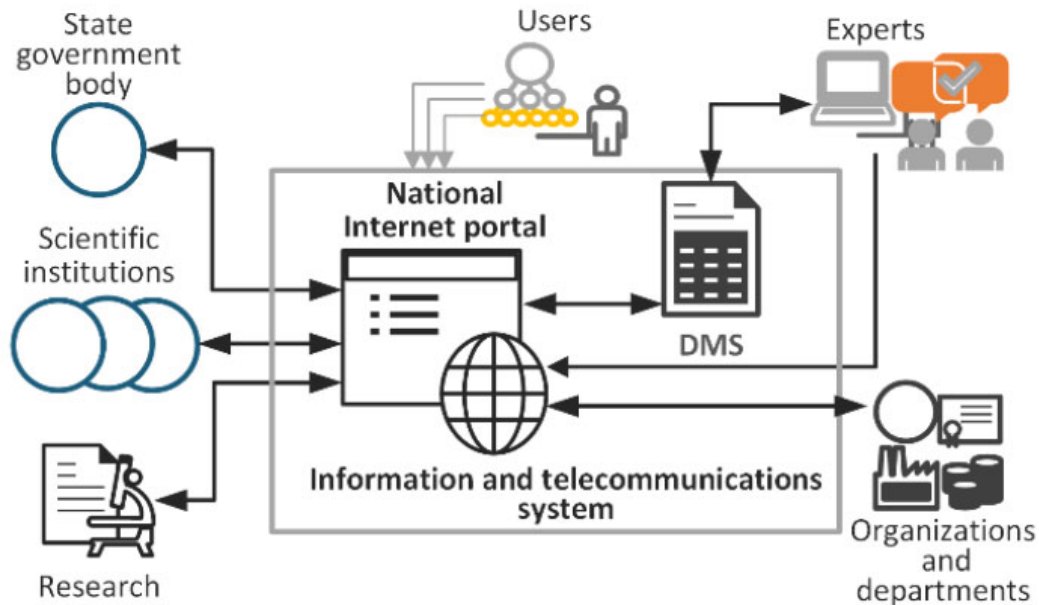 State
government
body
Users
Experts
National
Internet portal
Scientific
institutions
DMS
Information and telecommunications
system
Research
Organizations
and
departments